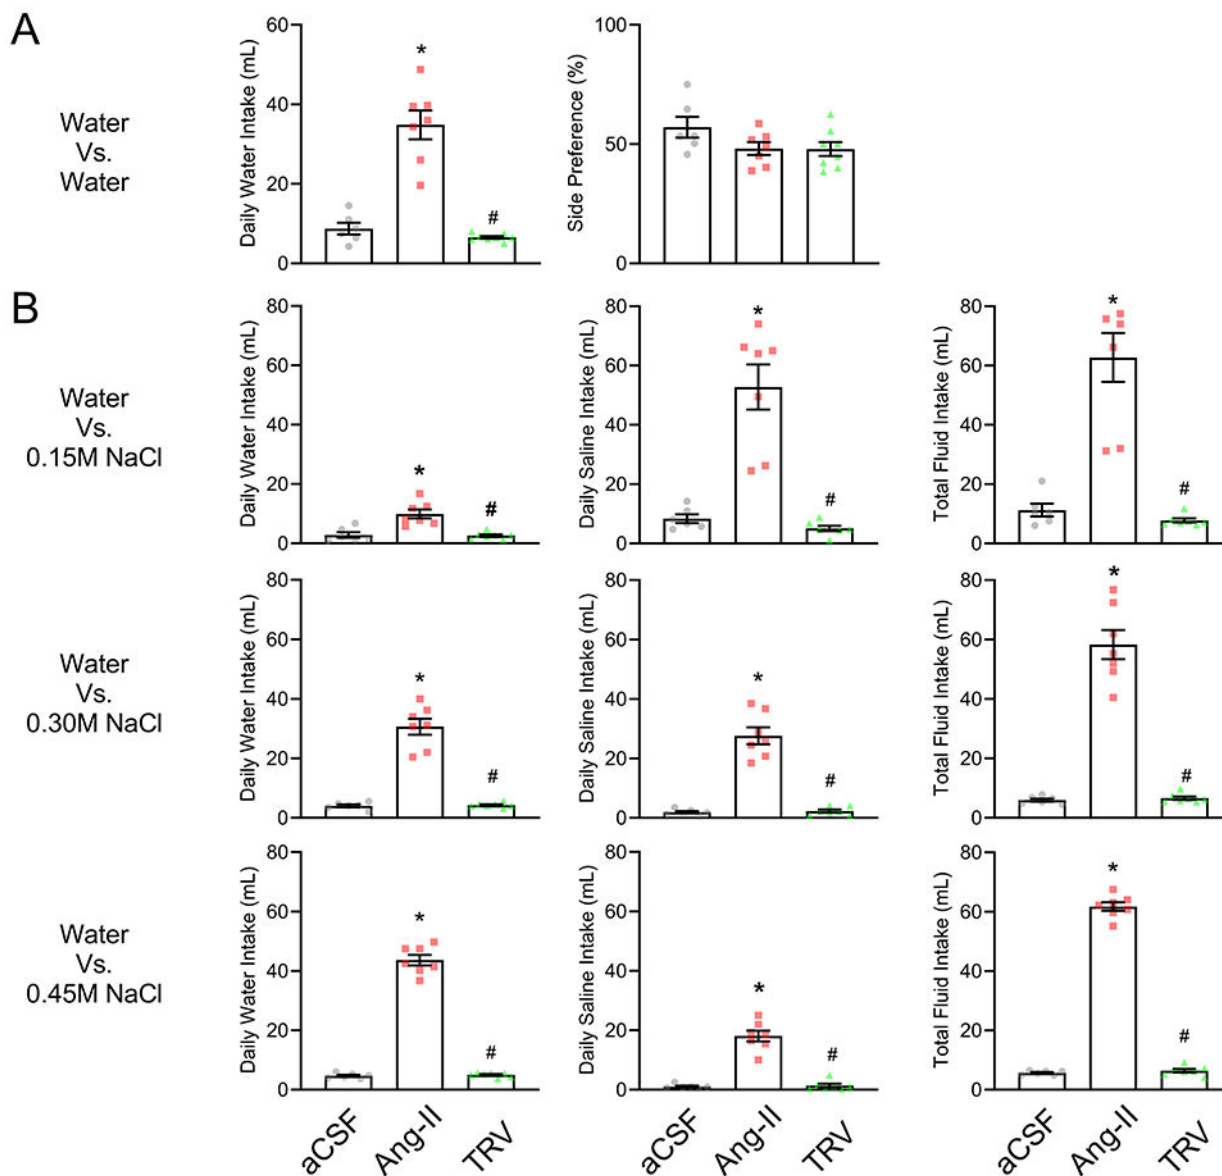 A
Water
Vs.
Water
Daily Water Intake (mL)
60
40
20
0
*
#
Side Preference (%)
100
50
0
B
Water
Vs.
0.15M NaCl
Daily Water Intake (mL)
80
60
40
20
0
*
#
Daily Saline Intake (mL)
80
60
40
20
0
*
#
Total Fluid Intake (mL)
80
60
40
20
0
*
#
Water
Vs.
0.30M NaCl
Daily Water Intake (mL)
80
60
40
20
0
*
#
Daily Saline Intake (mL)
80
60
40
20
0
*
#
Total Fluid Intake (mL)
80
60
40
20
0
*
#
Water
Vs.
0.45M NaCl
Daily Water Intake (mL)
80
60
40
20
0
*
#
Daily Saline Intake (mL)
80
60
40
20
0
*
#
Total Fluid Intake (mL)
80
60
40
20
0
*
#
aCSF
Ang-II
TRV
aCSF
Ang-II
TRV
aCSF
Ang-II
TRV